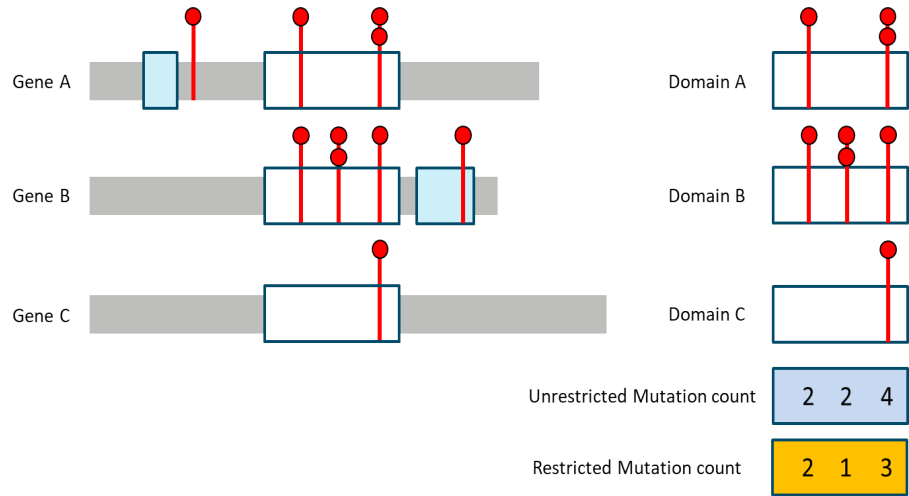 Gene A
Domain A
Gene B
Domain B
Gene C
Domain C
Unrestricted Mutation count 2 2 4
Restricted Mutation count 2 1 3